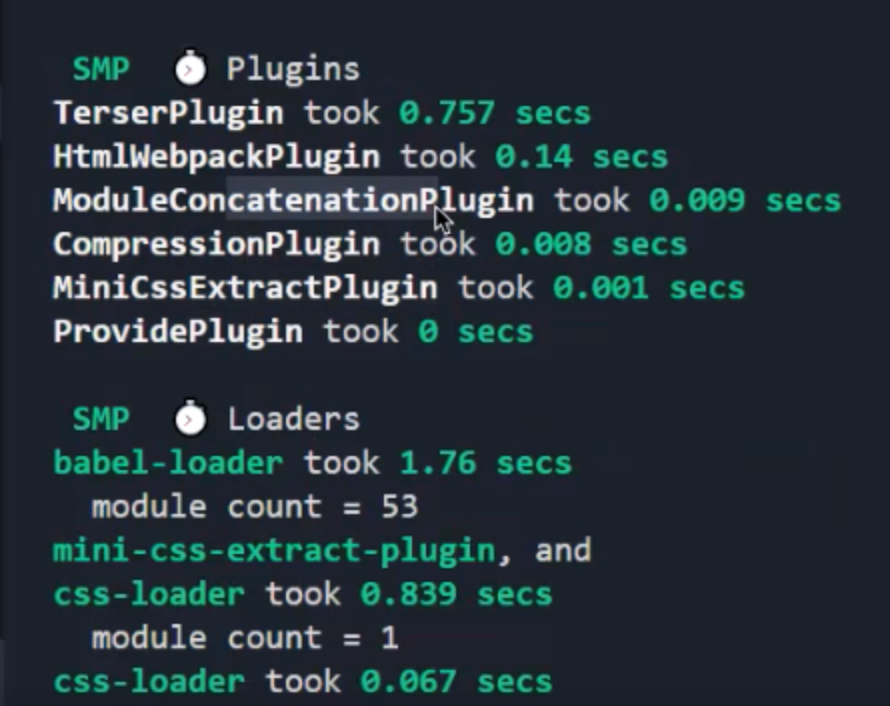 SMP ⏱ Plugins
TerserPlugin took 0.757 secs
HtmlWebpackPlugin took 0.14 secs
ModuleConcatenationPlugin took 0.009 secs
CompressionPlugin took 0.008 secs
MiniCssExtractPlugin took 0.001 secs
ProvidePlugin took 0 secs
SMP ⏱ Loaders
babel-loader took 1.76 secs
module count = 53
mini-css-extract-plugin, and
css-loader took 0.839 secs
module count = 1
css-loader took 0.067 secs